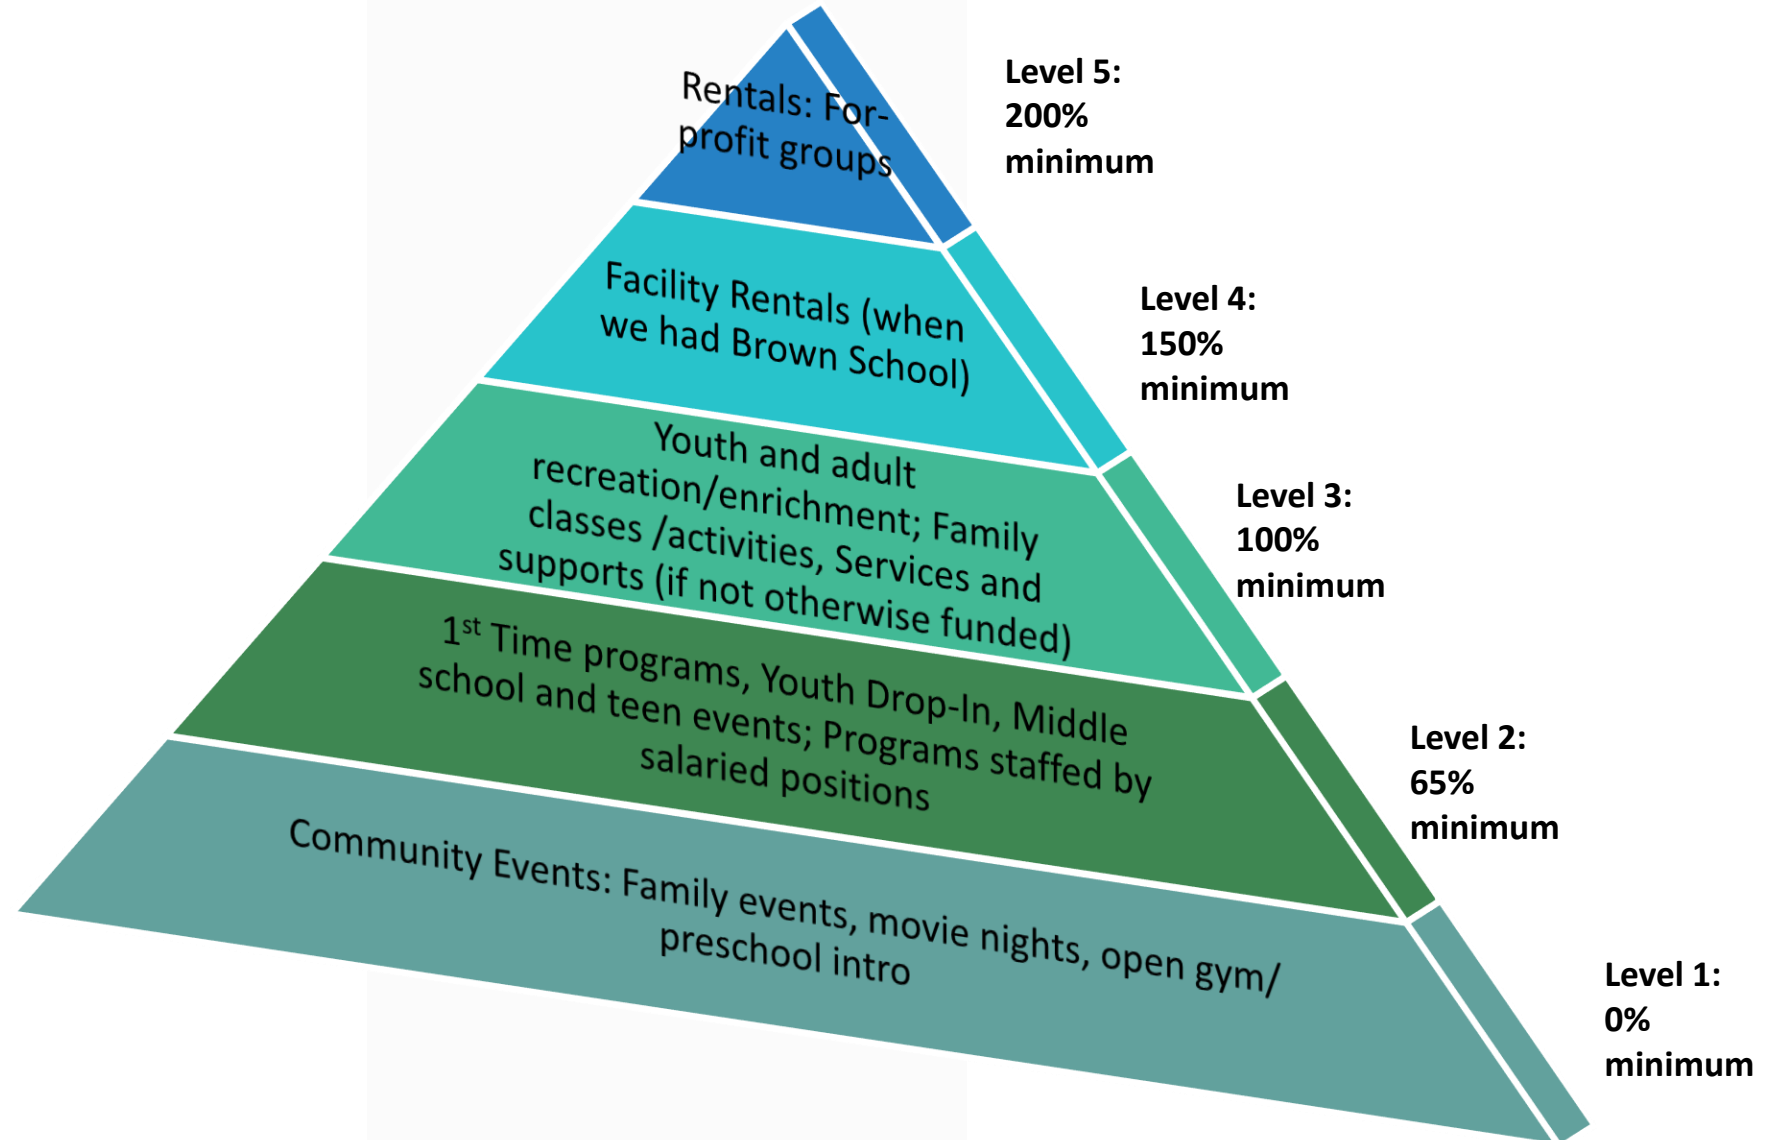 Rentals: For-
profit groups
Level 5:
200%
minimum
Facility Rentals (when
we had Brown School)
Level 4:
150%
minimum
Youth and adult
recreation/enrichment; Family
classes /activities, Services and
supports (if not otherwise funded)
Level 3:
100%
minimum
1st Time programs, Youth Drop-In, Middle
school and teen events; Programs staffed by
salaried positions
Level 2:
65%
minimum
Community Events: Family events, movie nights, open gym/
preschool intro
Level 1:
0%
minimum